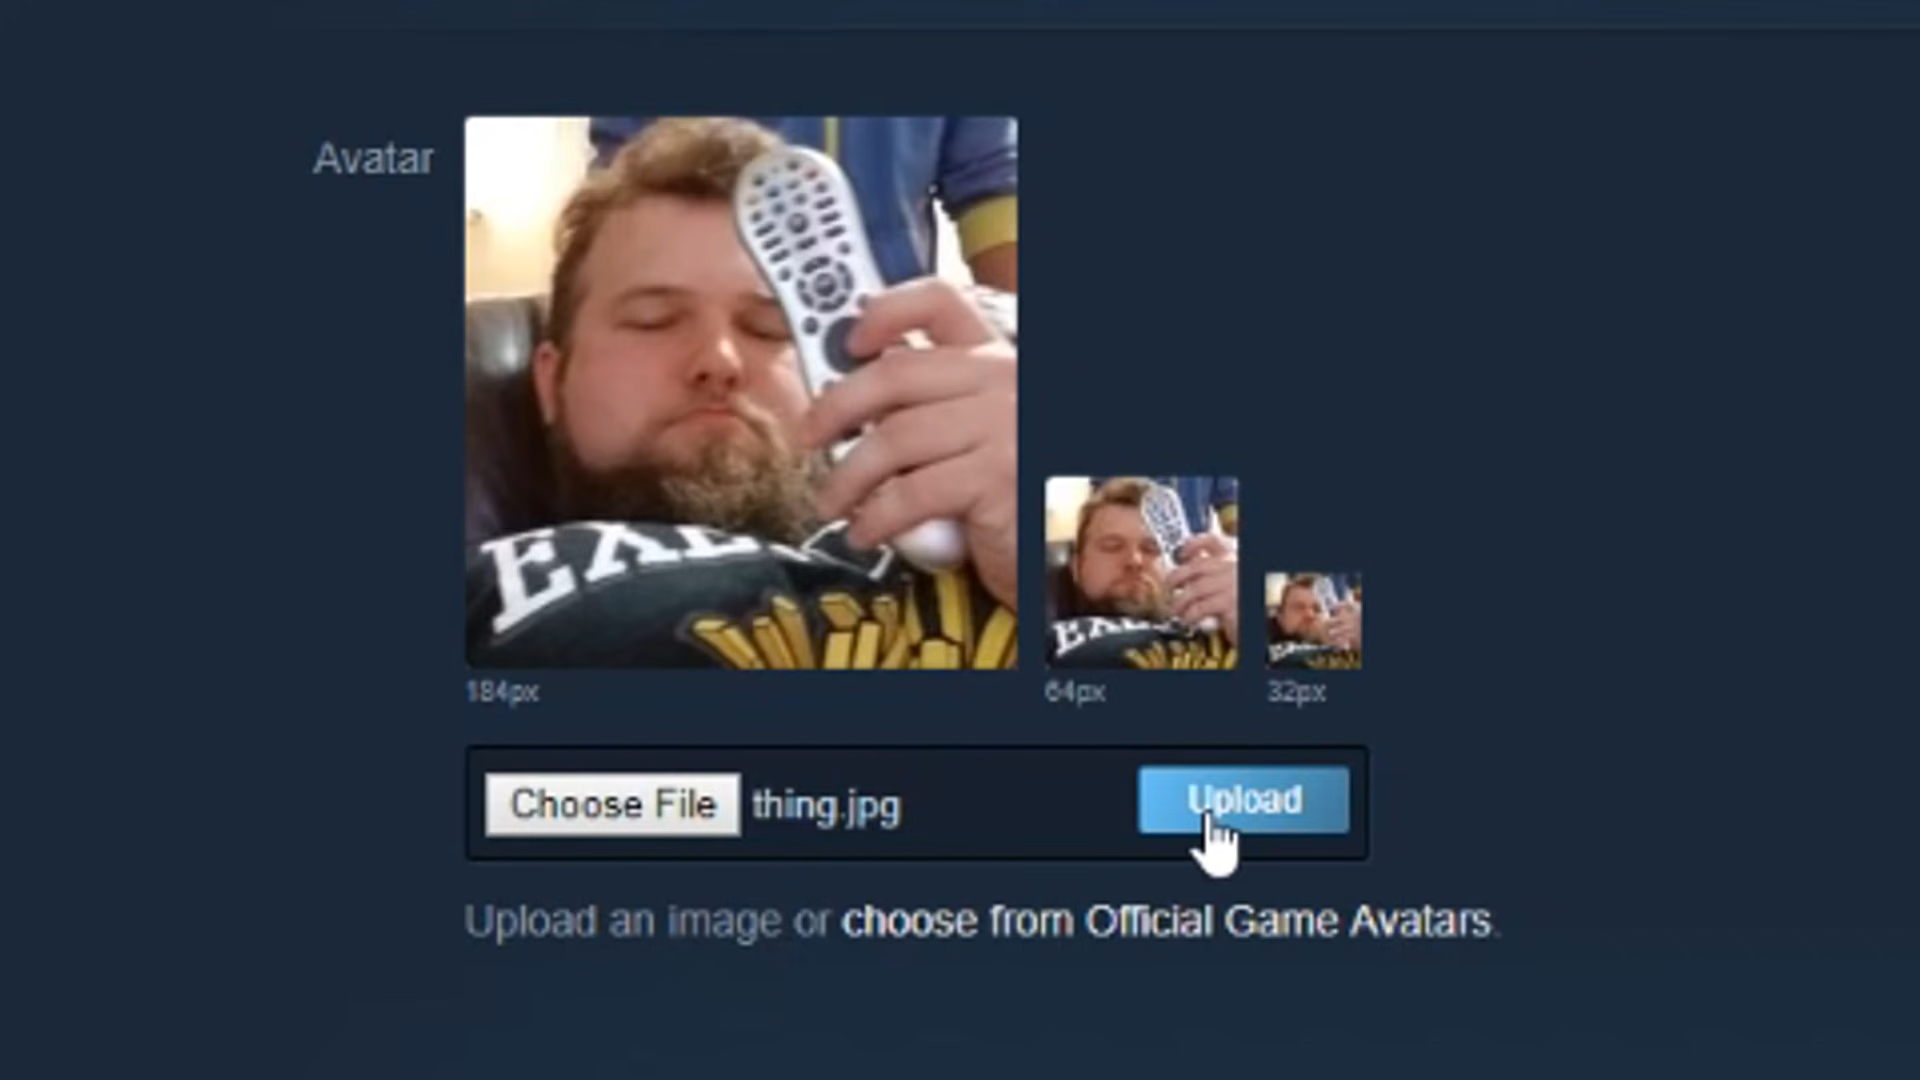 Avatar
184px
64px
32px
Choose File thing.jpg
Upload
Upload an image or choose from Official Game Avatars.